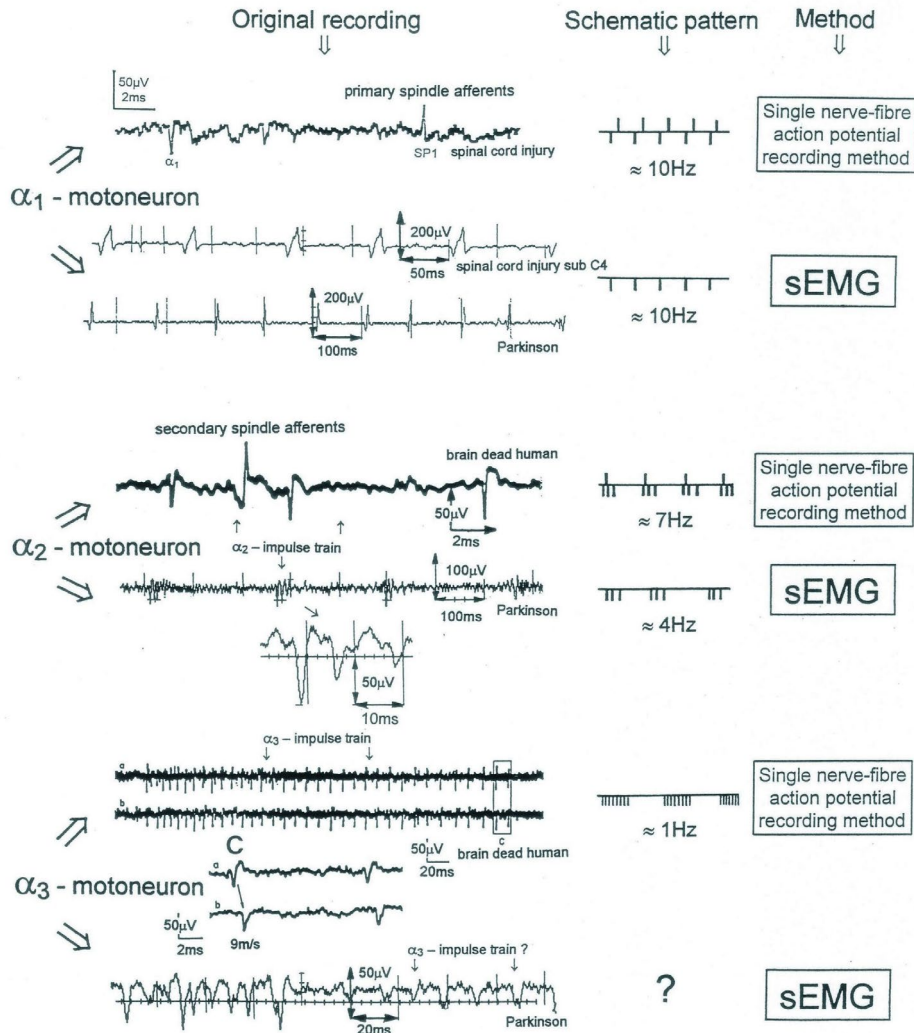 Original recording
Schematic pattern
Method
⇓ ⇓ ⇓
50μV
2ms
primary spindle afferents
α₁
SP1 spinal cord injury
≈ 10Hz
Single nerve-fibre
action potential
recording method
α₁ - motoneuron
200μV
50ms
spinal cord injury sub C4
200μV
100ms
Parkinson
≈ 10Hz
sEMG
secondary spindle afferents
brain dead human
50μV
2ms
≈ 7Hz
Single nerve-fibre
action potential
recording method
α₂ - motoneuron
↑ ↑
α₂ – impulse train
↓
100μV
100ms
Parkinson
50μV
10ms
≈ 4Hz
sEMG
α₃ – impulse train
↓ ↓
a
b
c
50μV
20ms
brain dead human
≈ 1Hz
Single nerve-fibre
action potential
recording method
α₃ - motoneuron
C
a
b
50μV
2ms
9m/s
α₃ – impulse train ?
↓ ↓
50μV
20ms
Parkinson
?
sEMG